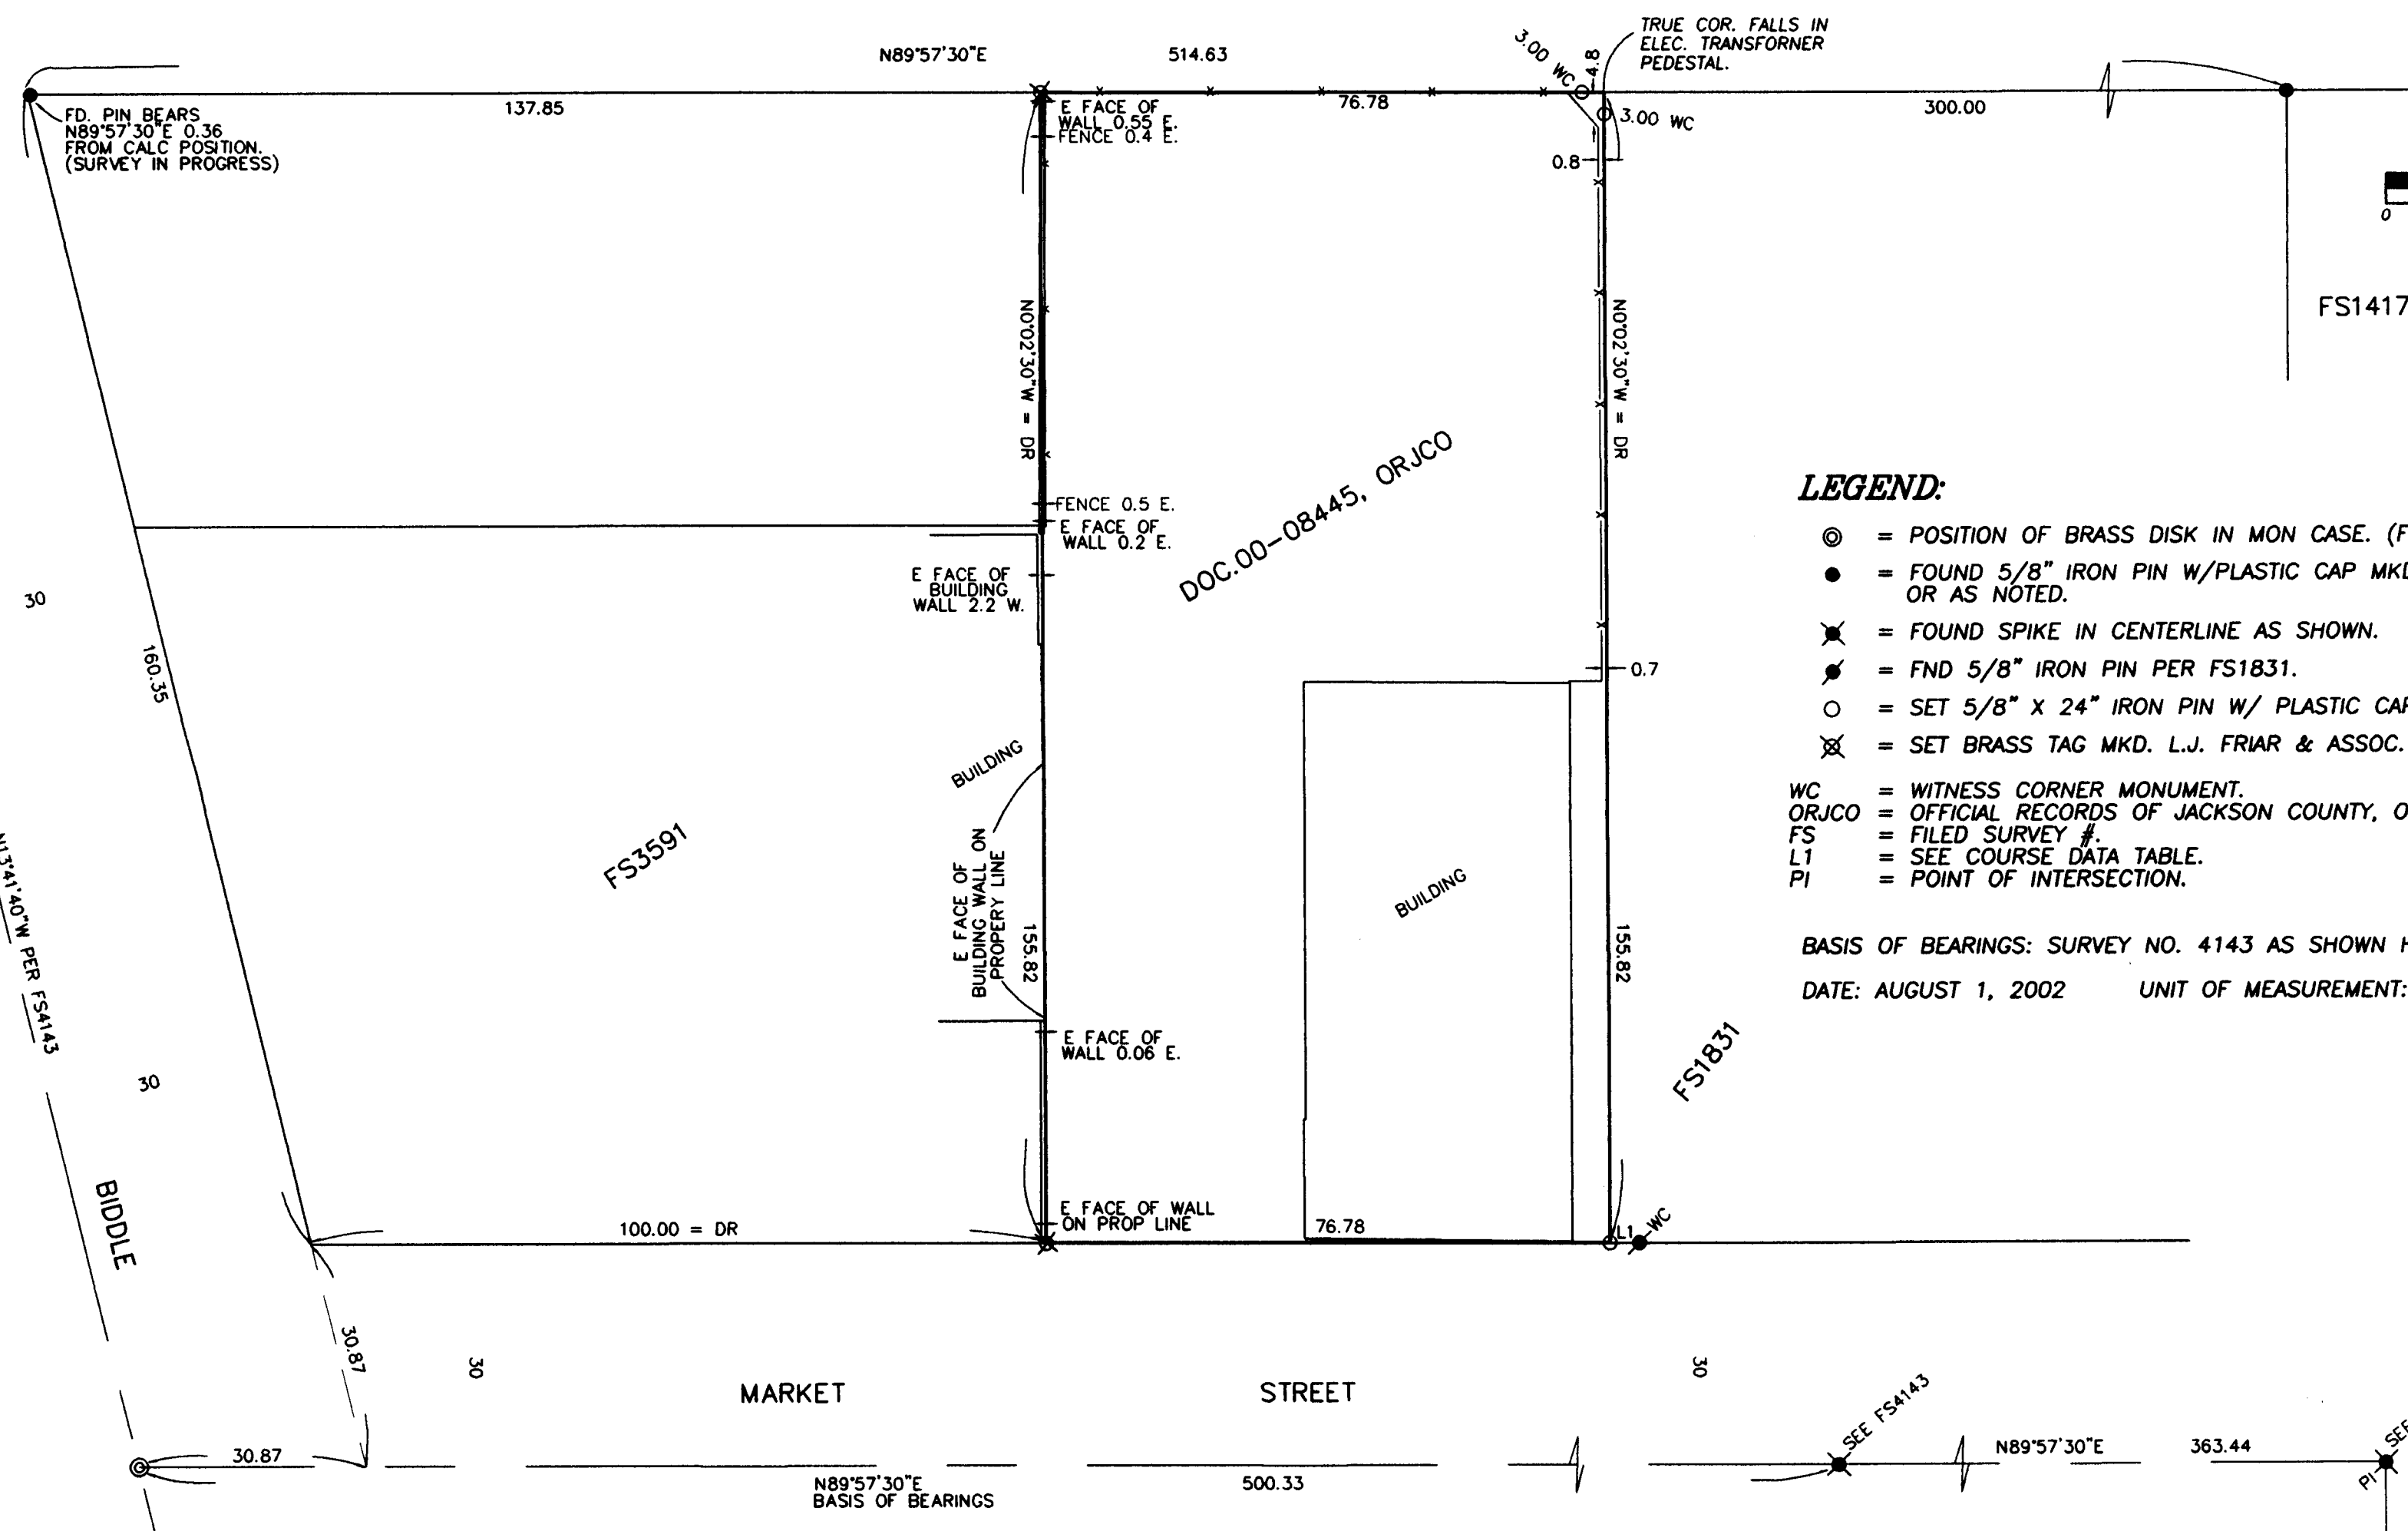 N89°57'30"E 514.63
TRUE COR. FALLS IN
ELEC. TRANSFORNER
PEDESTAL.
3.00 WC
4.8
FD. PIN BEARS
N89°57'30"E 0.36
FROM CALC POSITION.
(SURVEY IN PROGRESS)
137.85
E FACE OF
WALL 0.55 E.
FENCE 0.4 E.
76.78
3.00 WC
0.8
300.00
0
FS1417
N0°02'30"W = DR
N0°02'30"W = DR
DOC.00-08445, ORJCO
FENCE 0.5 E.
E FACE OF
WALL 0.2 E.
E FACE OF
BUILDING
WALL 2.2 W.
30
160.35
0.7
BUILDING
FS3591
E FACE OF
BUILDING WALL ON
PROPERY LINE
155.82
BUILDING
155.82
N13°41'40"W PER FS4143
30
E FACE OF
WALL 0.06 E.
FS1831
LEGEND:
= POSITION OF BRASS DISK IN MON CASE. (F
= FOUND 5/8" IRON PIN W/PLASTIC CAP MKD
OR AS NOTED.
= FOUND SPIKE IN CENTERLINE AS SHOWN.
= FND 5/8" IRON PIN PER FS1831.
= SET 5/8" X 24" IRON PIN W/ PLASTIC CAP
= SET BRASS TAG MKD. L.J. FRIAR & ASSOC.
WC = WITNESS CORNER MONUMENT.
ORJCO = OFFICIAL RECORDS OF JACKSON COUNTY, O
FS = FILED SURVEY #.
L1 = SEE COURSE DATA TABLE.
PI = POINT OF INTERSECTION.
BASIS OF BEARINGS: SURVEY NO. 4143 AS SHOWN H
DATE: AUGUST 1, 2002 UNIT OF MEASUREMENT:
BIDDLE
100.00 = DR
E FACE OF WALL
ON PROP LINE
76.78
L1
WC
30.87
30
30
MARKET STREET
SEE FS4143
30.87
N89°57'30"E
BASIS OF BEARINGS
500.33
N89°57'30"E 363.44
SEE
PI